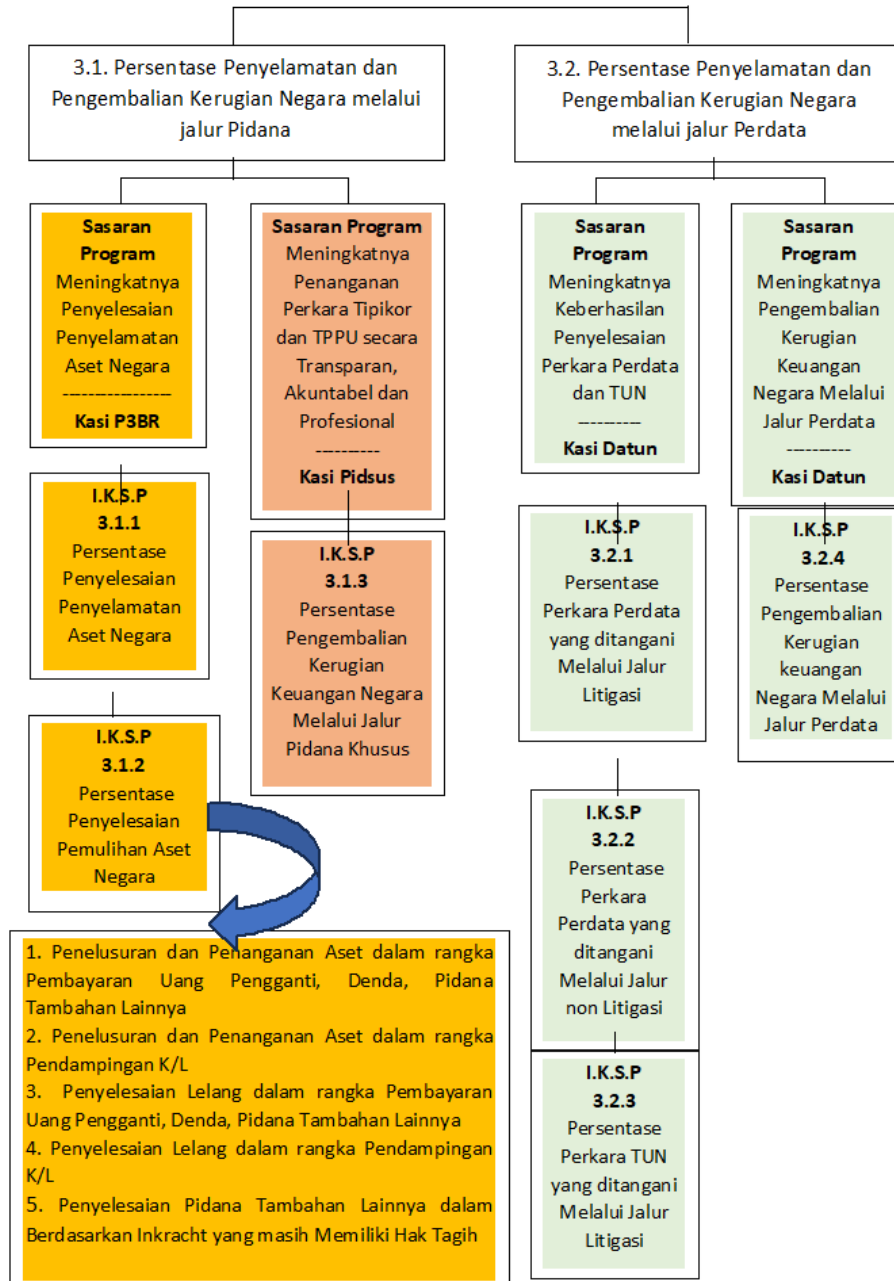 3.1. Persentase Penyelamatan dan
Pengembalian Kerugian Negara melalui
jalur Pidana
3.2. Persentase Penyelamatan dan
Pengembalian Kerugian Negara
melalui jalur Perdata
Sasaran
Program
Meningkatnya
Penyelesaian
Penyelamatan
Aset Negara
------------------
Kasi P3BR
Sasaran Program
Meningkatnya
Penanganan
Perkara Tipikor
dan TPPU secara
Transparan,
Akuntabel dan
Profesional
----------
Kasi Pidsus
Sasaran
Program
Meningkatnya
Keberhasilan
Penyelesaian
Perkara Perdata
dan TUN
----------
Kasi Datun
Sasaran
Program
Meningkatnya
Pengembalian
Kerugian
Keuangan
Negara Melalui
Jalur Perdata
----------
Kasi Datun
I.K.S.P
3.1.1
Persentase
Penyelesaian
Penyelamatan
Aset Negara
I.K.S.P
3.1.3
Persentase
Pengembalian
Kerugian
Keuangan Negara
Melalui Jalur
Pidana Khusus
I.K.S.P
3.2.1
Persentase
Perkara Perdata
yang ditangani
Melalui Jalur
Litigasi
I.K.S.P
3.2.4
Persentase
Pengembalian
Kerugian
keuangan
Negara Melalui
Jalur Perdata
I.K.S.P
3.1.2
Persentase
Penyelesaian
Pemulihan Aset
Negara
I.K.S.P
3.2.2
Persentase
Perkara
Perdata yang
ditangani
Melalui Jalur
non Litigasi
1. Penelusuran dan Penanganan Aset dalam rangka
Pembayaran Uang Pengganti, Denda, Pidana
Tambahan Lainnya
2. Penelusuran dan Penanganan Aset dalam rangka
Pendampingan K/L
3. Penyelesaian Lelang dalam rangka Pembayaran
Uang Pengganti, Denda, Pidana Tambahan Lainnya
4. Penyelesaian Lelang dalam rangka Pendampingan
K/L
5. Penyelesaian Pidana Tambahan Lainnya dalam
Berdasarkan Inkracht yang masih Memiliki Hak Tagih
I.K.S.P
3.2.3
Persentase
Perkara TUN
yang ditangani
Melalui Jalur
Litigasi